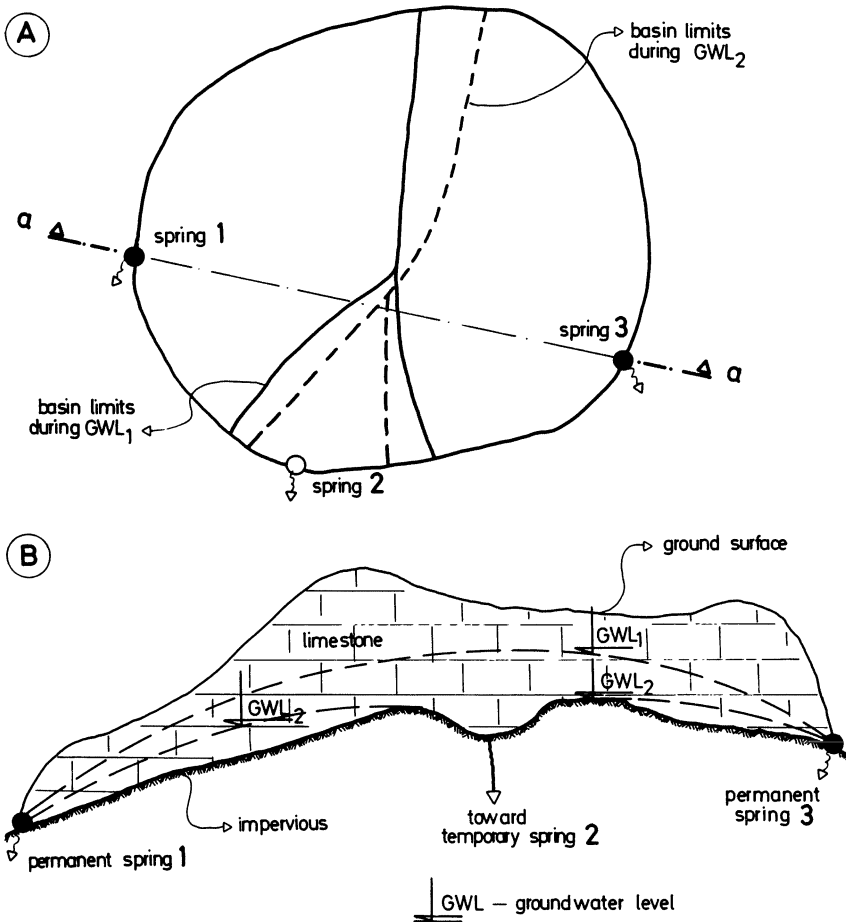 A
basin limits
during GWL2
a
spring 1
spring 3
a
basin limits
during GWL1
spring 2
B
ground surface
limestone
GWL1
GWL2
GWL2
impervious
toward
temporary spring 2
permanent
spring 3
permanent spring 1
GWL – groundwater level